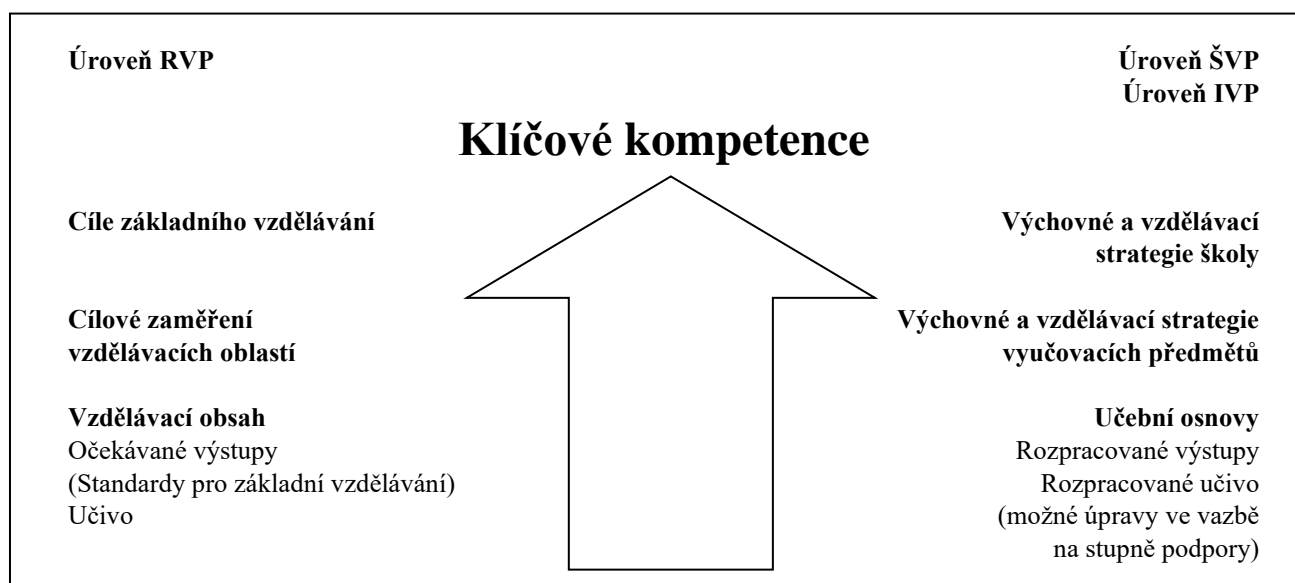 Úroveň RVP
Úroveň ŠVP
Úroveň IVP
Klíčové kompetence
Cíle základního vzdělávání
Výchovné a vzdělávací
strategie školy
Cílové zaměření
vzdělávacích oblastí
Výchovné a vzdělávací strategie
vyučovacích předmětů
Vzdělávací obsah
Očekávané výstupy
(Standardy pro základní vzdělávání)
Učivo
Učební osnovy
Rozpracované výstupy
Rozpracované učivo
(možné úpravy ve vazbě
na stupně podpory)